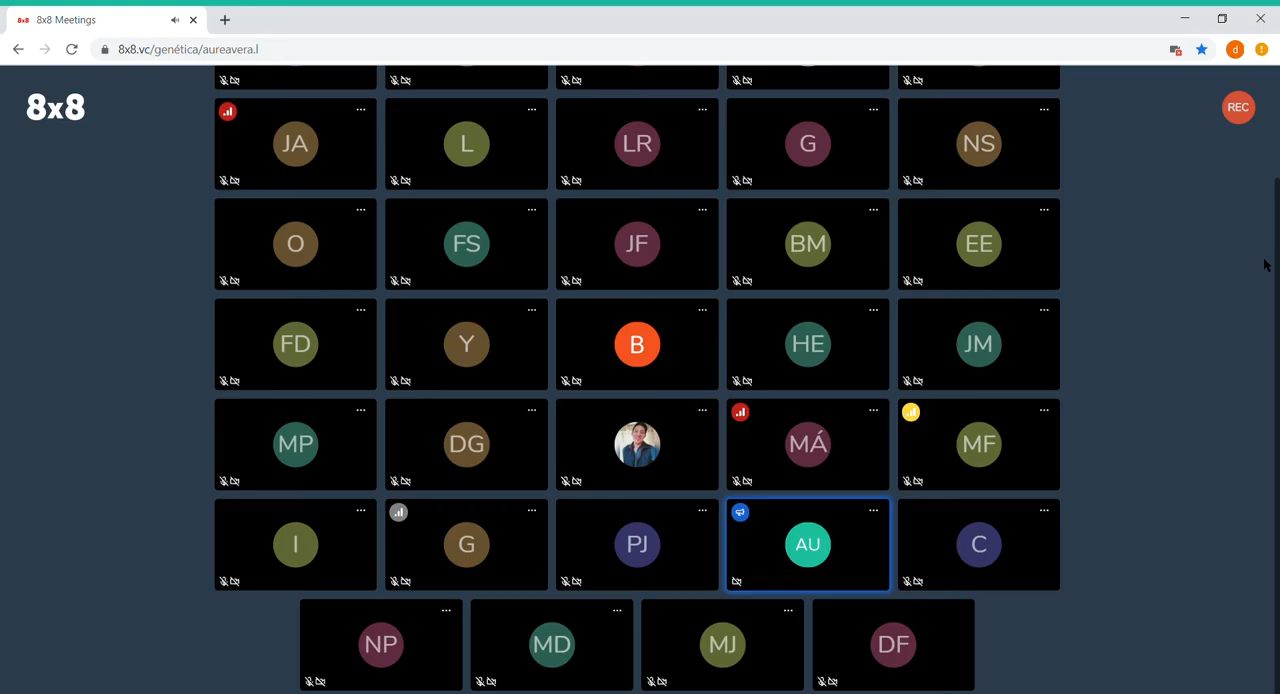 8x8 8x8 Meetings
8x8.vc/genética/aureavera.l
d
8x8
REC
JA L LR G NS
O FS JF BM EE
FD Y B HE JM
MP DG MÁ MF
I G PJ AU C
NP MD MJ DF